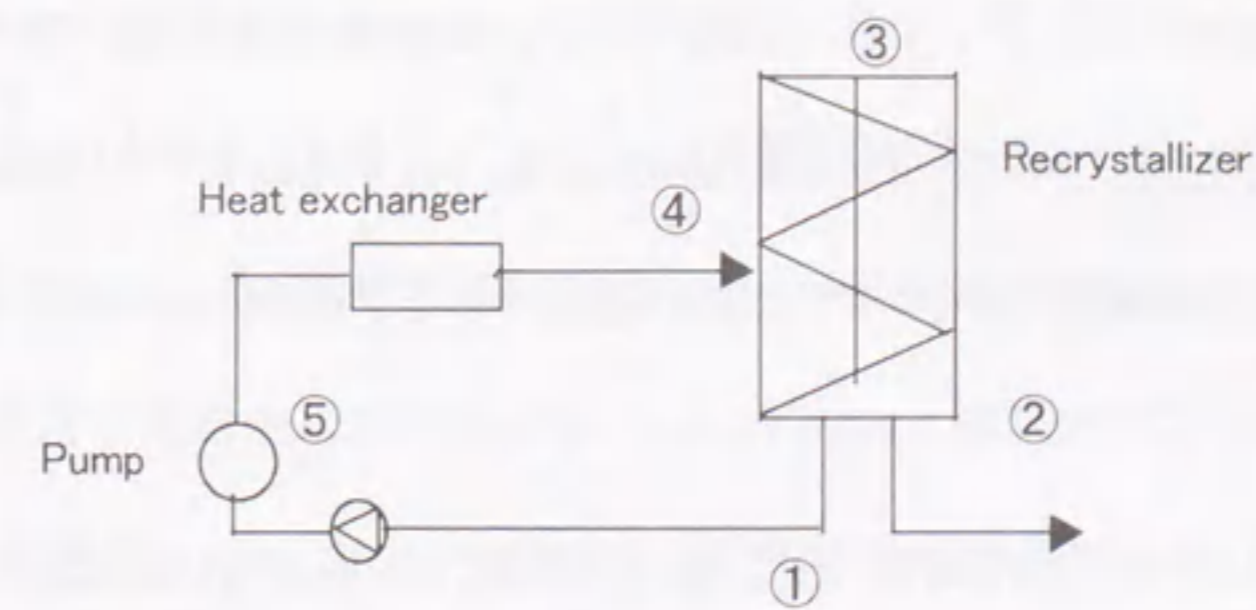 ③
Recrystallizer
Heat exchanger
④
⑤
②
Pump
①